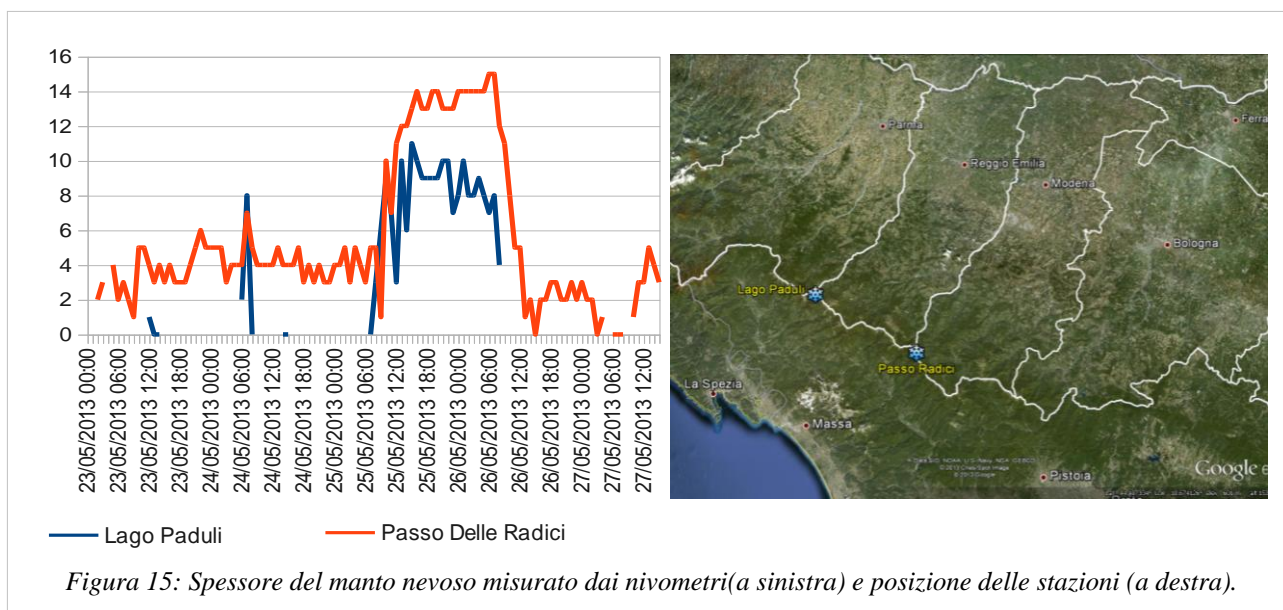 16
14
12
10
8
6
4
2
0
23/05/2013 00:00
23/05/2013 06:00
23/05/2013 12:00
23/05/2013 18:00
24/05/2013 00:00
24/05/2013 06:00
24/05/2013 12:00
24/05/2013 18:00
25/05/2013 00:00
25/05/2013 06:00
25/05/2013 12:00
25/05/2013 18:00
26/05/2013 00:00
26/05/2013 06:00
26/05/2013 12:00
26/05/2013 18:00
27/05/2013 00:00
27/05/2013 06:00
27/05/2013 12:00
Lago Paduli
Passo Delle Radici
Parma
Ferra
Reggio Emilia
Modena
Bologna
Lago Paduli
Passo Radici
La Spezia
Massa
Pistoia
Google e
Figura 15: Spessore del manto nevoso misurato dai nivometri(a sinistra) e posizione delle stazioni (a destra).